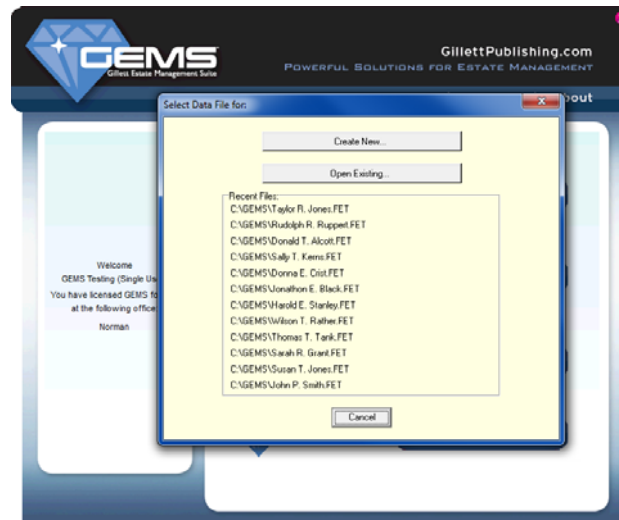 GEMS
Gillett Estate Management Suite
GillettPublishing.com
Powerful Solutions for Estate Management
bout
Select Data File for:
x
Create New...
Open Existing...
Recent Files:
C:\GEMS\Taylor R. Jones.FET
C:\GEMS\Rudolph R. Ruppert.FET
C:\GEMS\Donald T. Alcott.FET
C:\GEMS\Sally T. Kerns.FET
C:\GEMS\Donna E. Crist.FET
C:\GEMS\Jonathon E. Black.FET
C:\GEMS\Harold E. Stanley.FET
C:\GEMS\Wilson T. Rather.FET
C:\GEMS\Thomas T. Tank.FET
C:\GEMS\Sarah R. Grant.FET
C:\GEMS\Susan T. Jones.FET
C:\GEMS\John P. Smith.FET
Cancel
Welcome
GEMS Testing (Single Us
You have licensed GEMS fo
at the following office
Norman